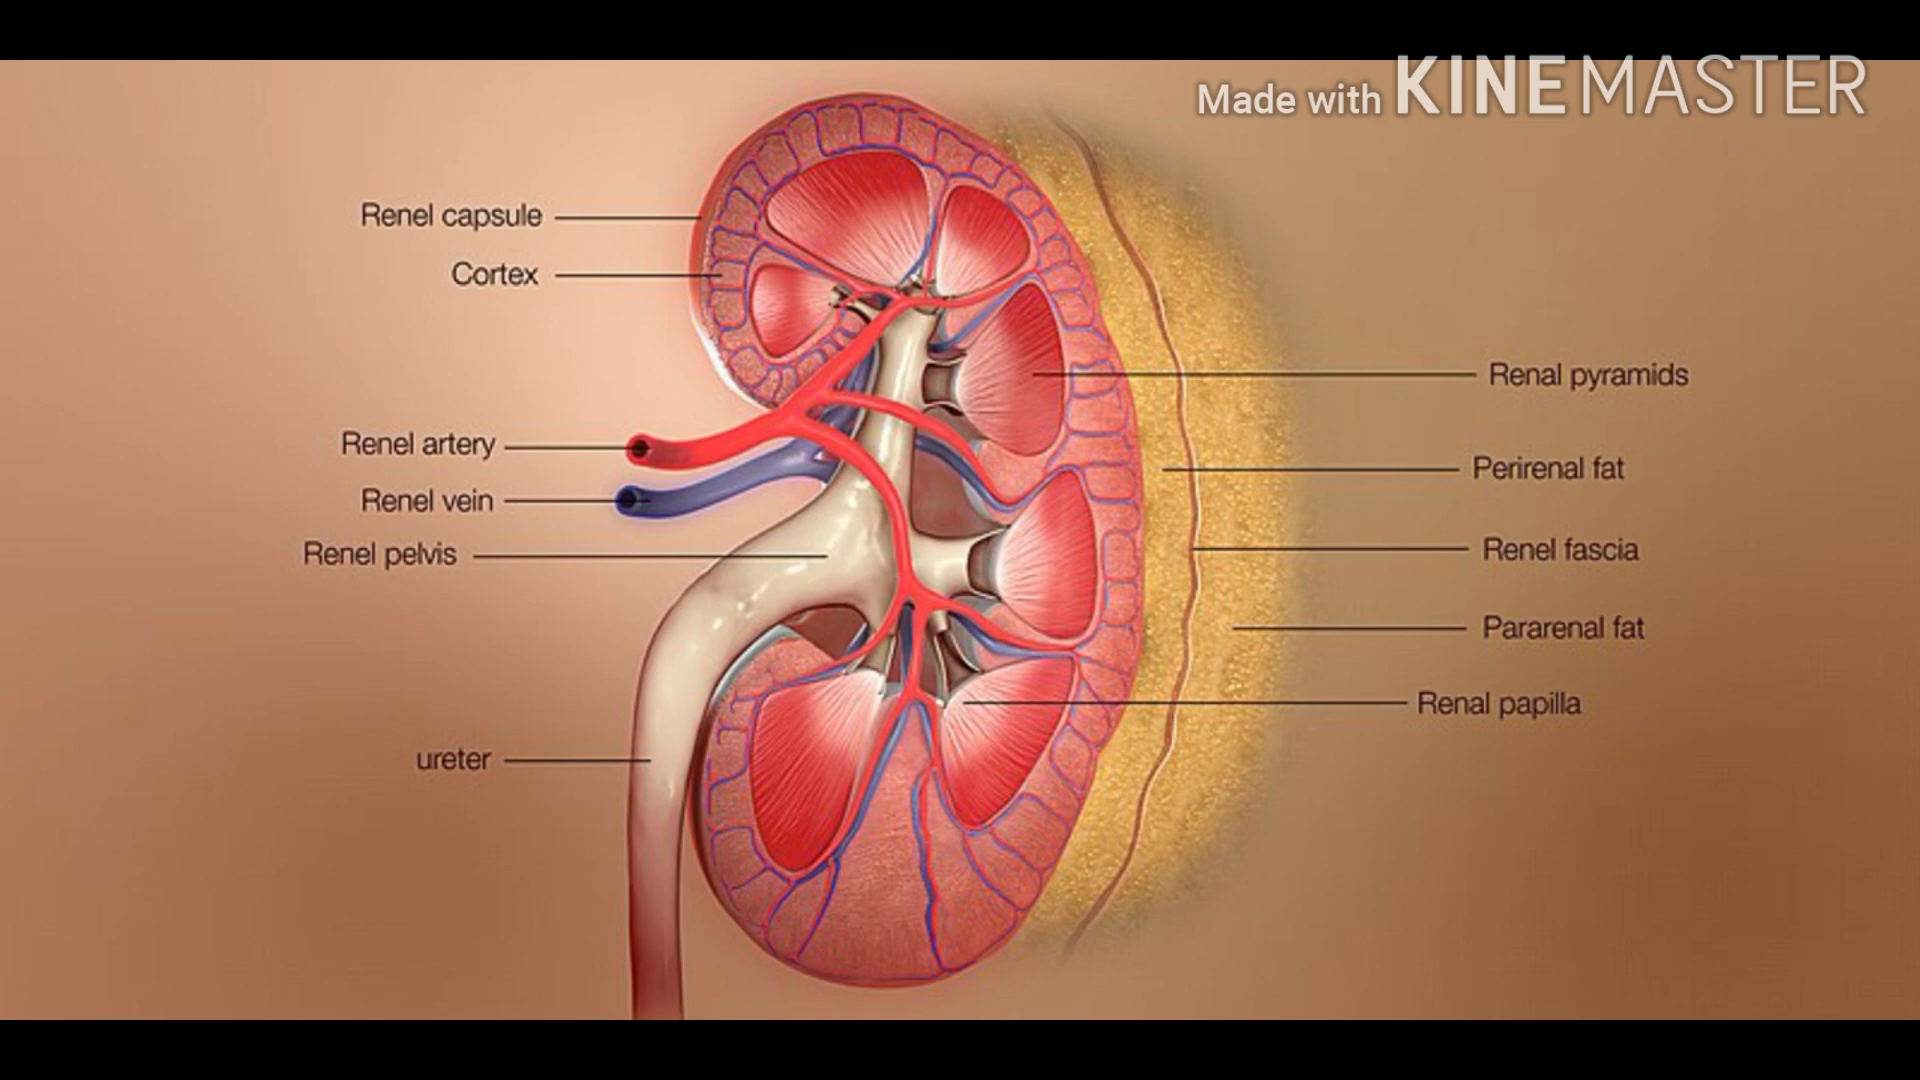 Made with KINEMASTER
Renel capsule
Cortex
Renel artery
Renel vein
Renel pelvis
ureter
Renal pyramids
Perirenal fat
Renel fascia
Pararenal fat
Renal papilla